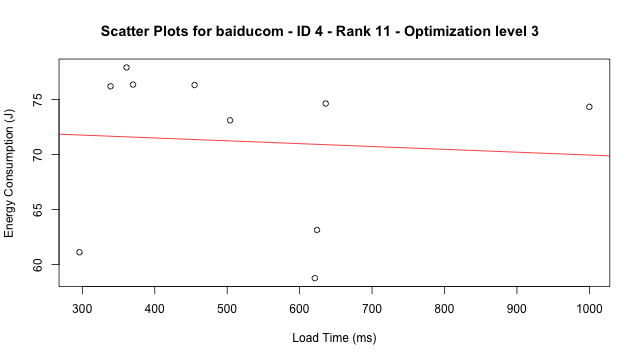 Scatter Plots for baiducom - ID 4 - Rank 11 - Optimization level 3
Energy Consumption (J)
75
70
65
60
300 400 500 600 700 800 900 1000
Load Time (ms)